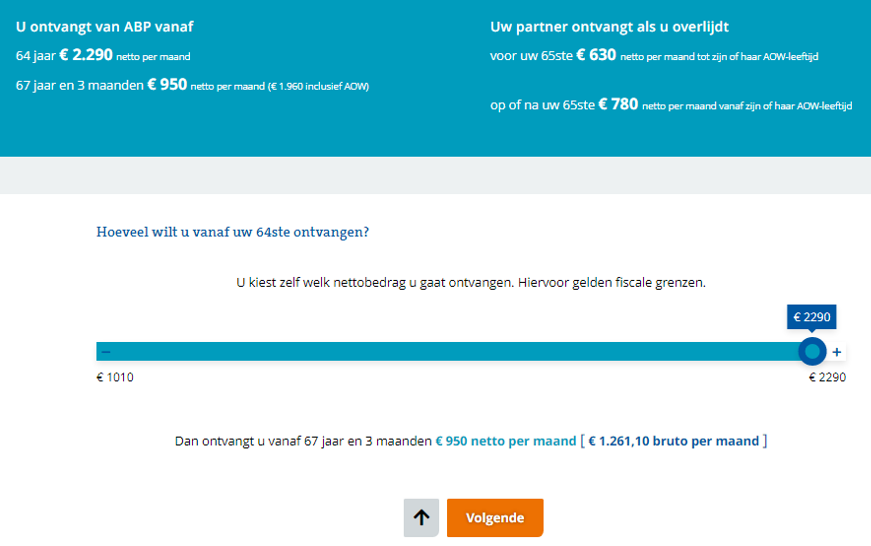 U ontvangt van ABP vanaf
64 jaar € 2.290 netto per maand
67 jaar en 3 maanden € 950 netto per maand (€ 1.960 inclusief AOW)
Uw partner ontvangt als u overlijdt
voor uw 65ste € 630 netto per maand tot zijn of haar AOW-leeftijd
op of na uw 65ste € 780 netto per maand vanaf zijn of haar AOW-leeftijd
Hoeveel wilt u vanaf uw 64ste ontvangen?
U kiest zelf welk nettobedrag u gaat ontvangen. Hiervoor gelden fiscale grenzen.
€ 2290
− +
€ 1010 € 2290
Dan ontvangt u vanaf 67 jaar en 3 maanden € 950 netto per maand [ € 1.261,10 bruto per maand ]
Volgende